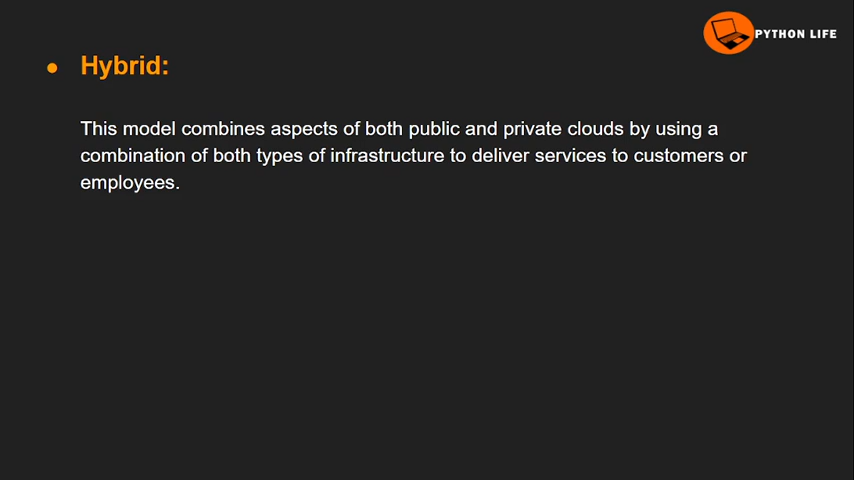 PYTHON LIFE
● Hybrid:
This model combines aspects of both public and private clouds by using a
combination of both types of infrastructure to deliver services to customers or
employees.